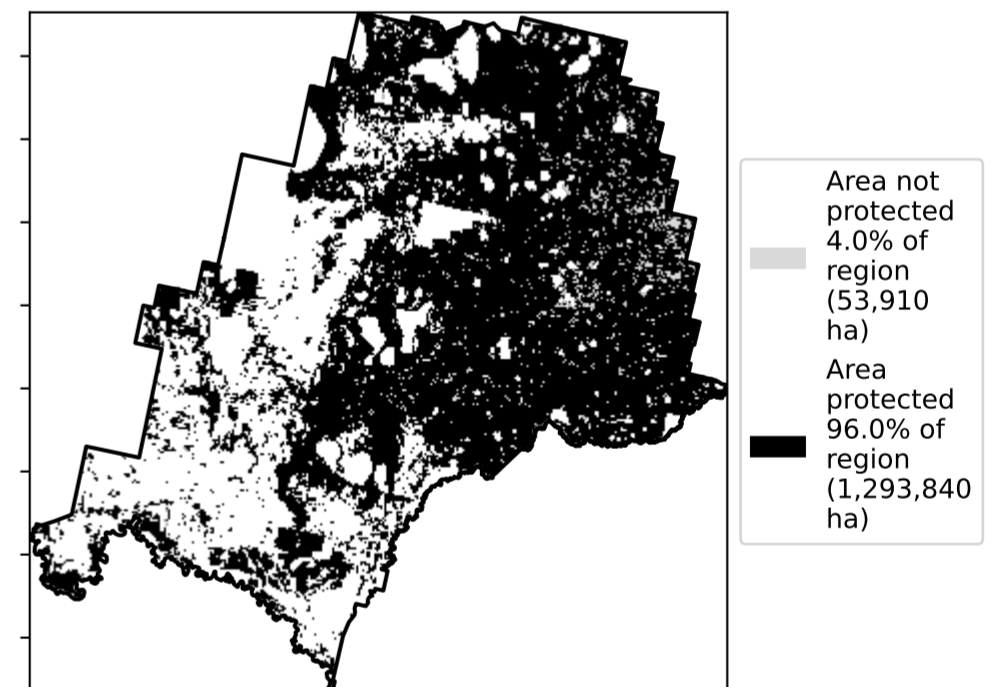 Area not
protected
4.0% of
region
(53,910
ha)
Area
protected
96.0% of
region
(1,293,840
ha)